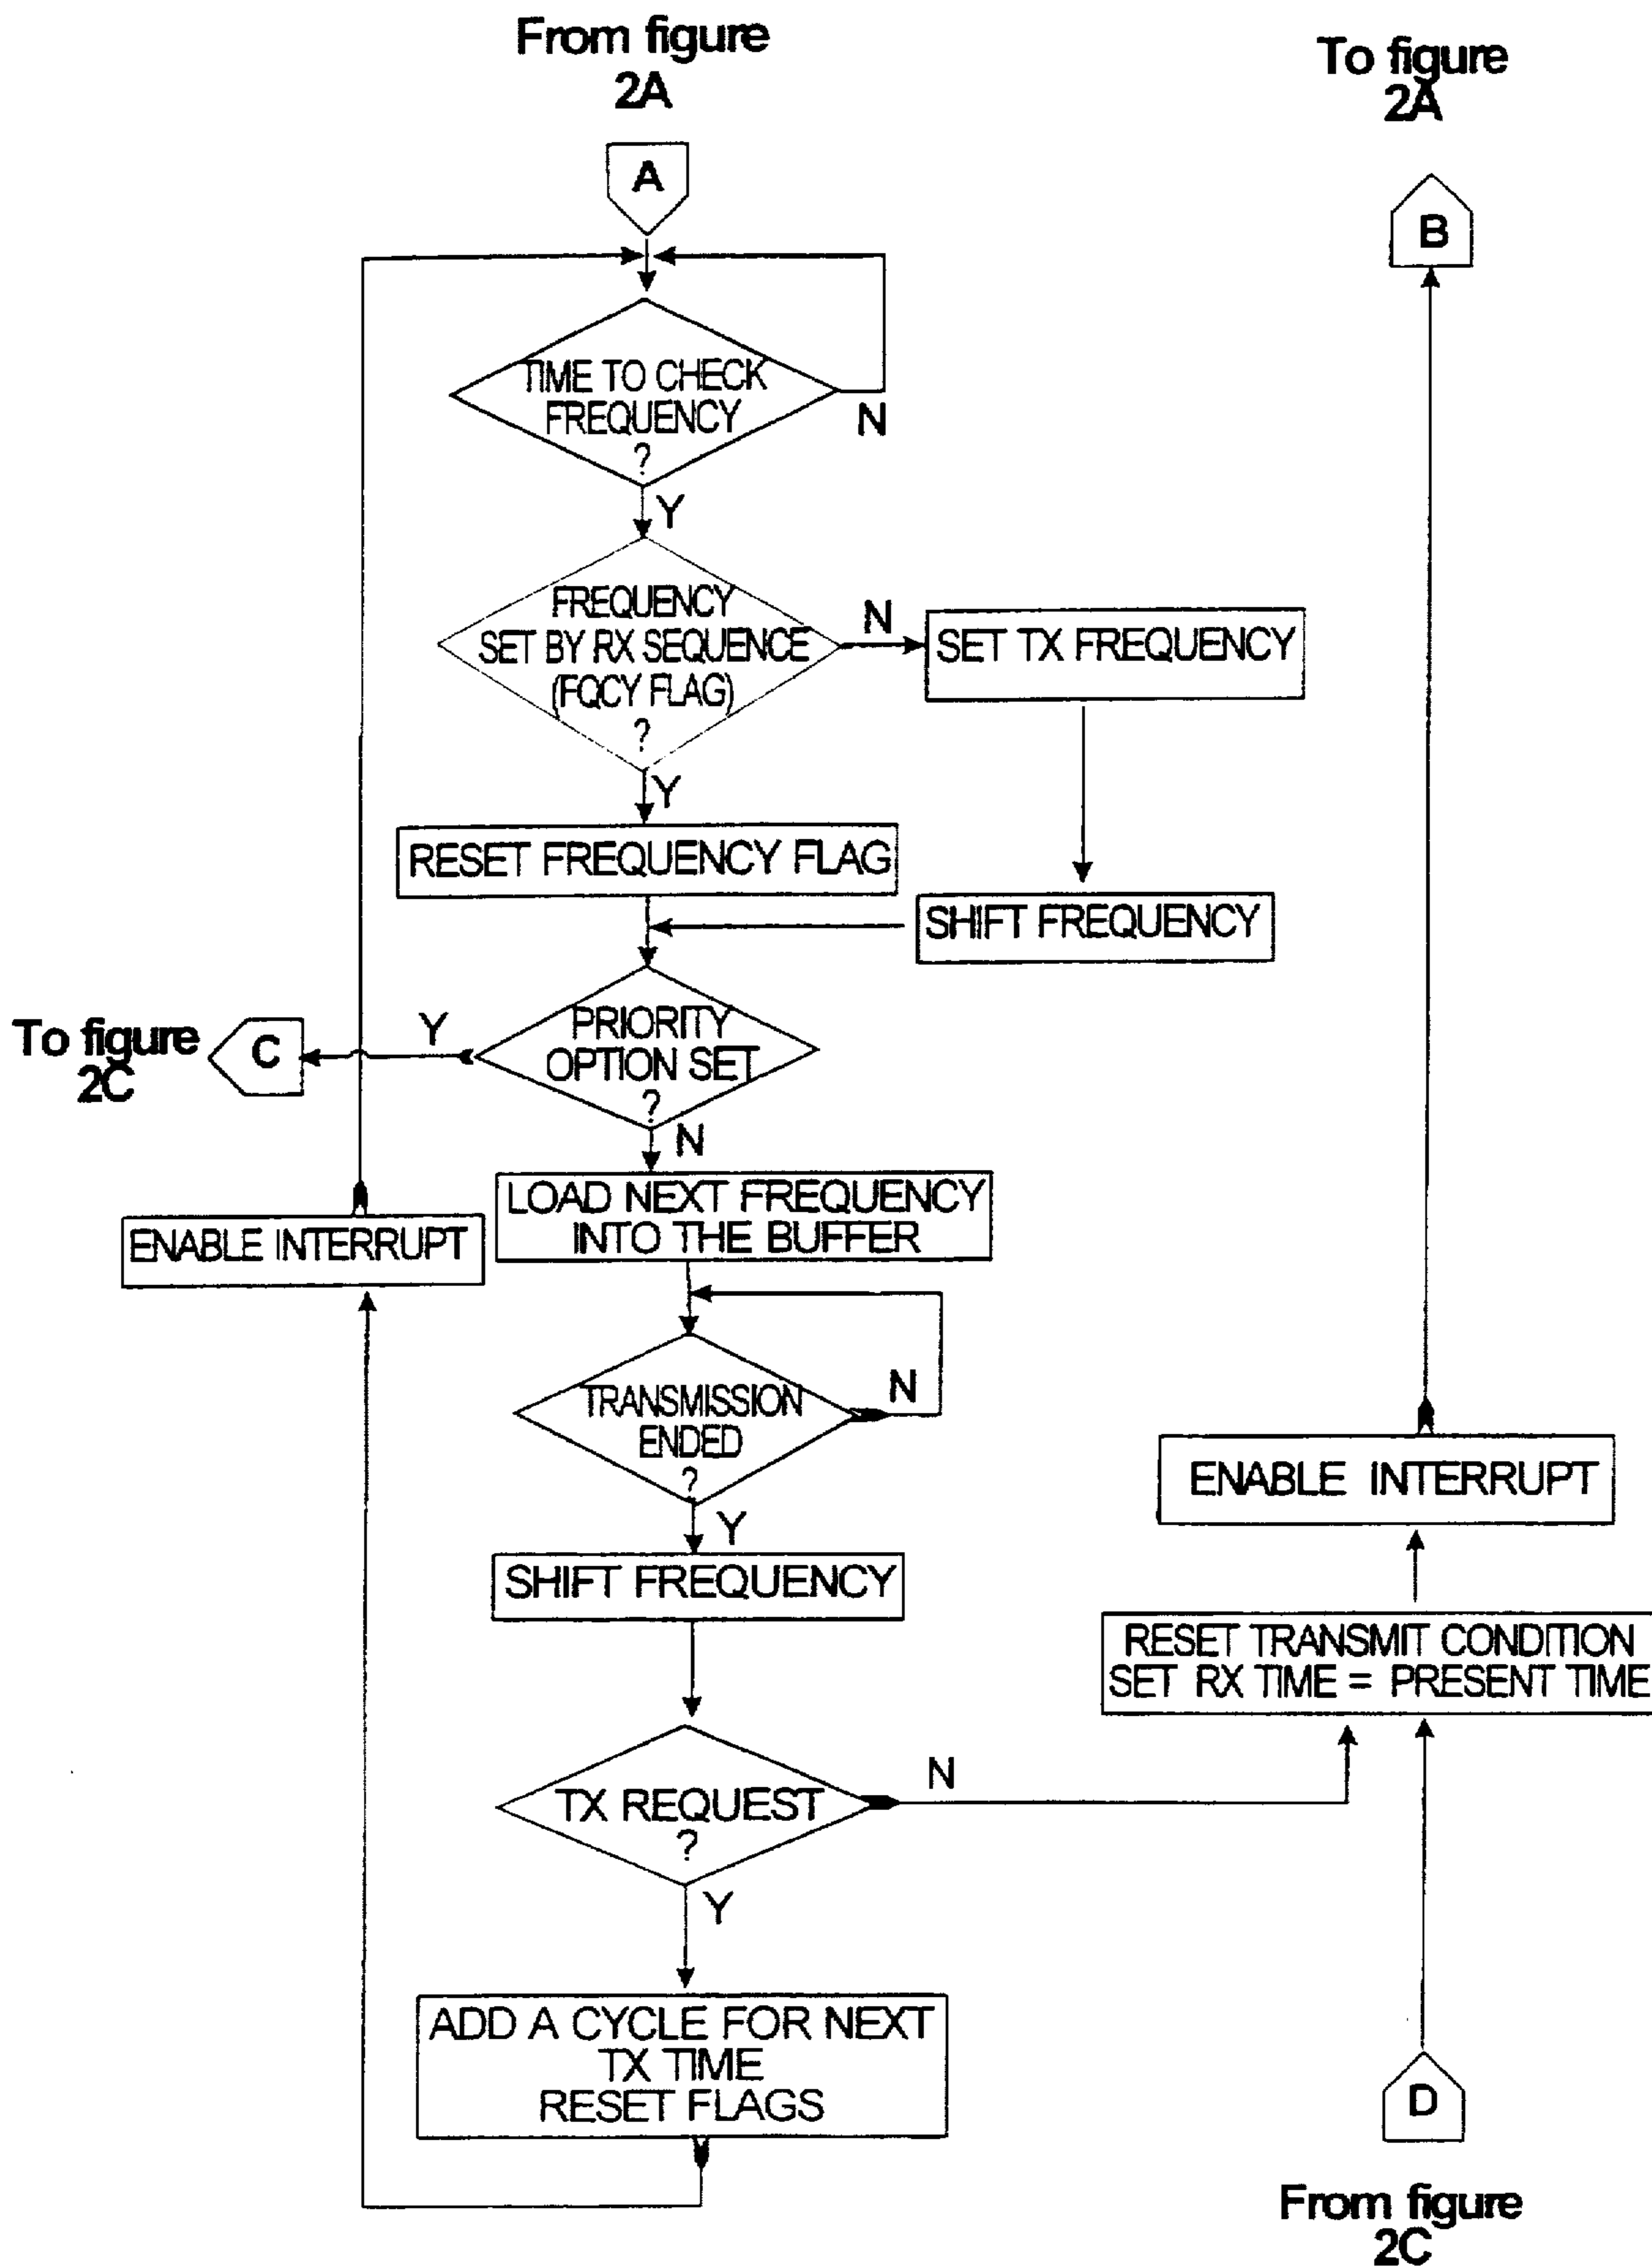 From figure
2A
To figure
2A
A
B
TIME TO CHECK
FREQUENCY
?
N
Y
FREQUENCY
SET BY RX SEQUENCE
(FQCY FLAG)
?
N
SET TX FREQUENCY
Y
RESET FREQUENCY FLAG
SHIFT FREQUENCY
To figure
2C
C
Y
PRIORITY
OPTION SET
?
N
LOAD NEXT FREQUENCY
INTO THE BUFFER
ENABLE INTERRUPT
TRANSMISSION
ENDED
?
N
Y
ENABLE INTERRUPT
SHIFT FREQUENCY
RESET TRANSMIT CONDITION
SET RX TIME = PRESENT TIME
TX REQUEST
?
N
Y
ADD A CYCLE FOR NEXT
TX TIME
RESET FLAGS
D
From figure
2C